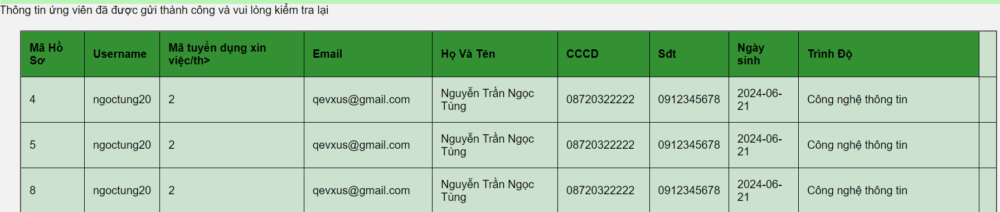 Thông tin ứng viên đã được gửi thành công và vui lòng kiểm tra lại
Mã Hồ Sơ Username Mã tuyển dụng xin việc/th> Email Họ Và Tên CCCD Sđt Ngày sinh Trình Độ
4 ngoctung20 2 qevxus@gmail.com Nguyễn Trần Ngọc Tùng 08720322222 0912345678 2024-06-21 Công nghệ thông tin
5 ngoctung20 2 qevxus@gmail.com Nguyễn Trần Ngọc Tùng 08720322222 0912345678 2024-06-21 Công nghệ thông tin
8 ngoctung20 2 qevxus@gmail.com Nguyễn Trần Ngọc Tùng 08720322222 0912345678 2024-06-21 Công nghệ thông tin